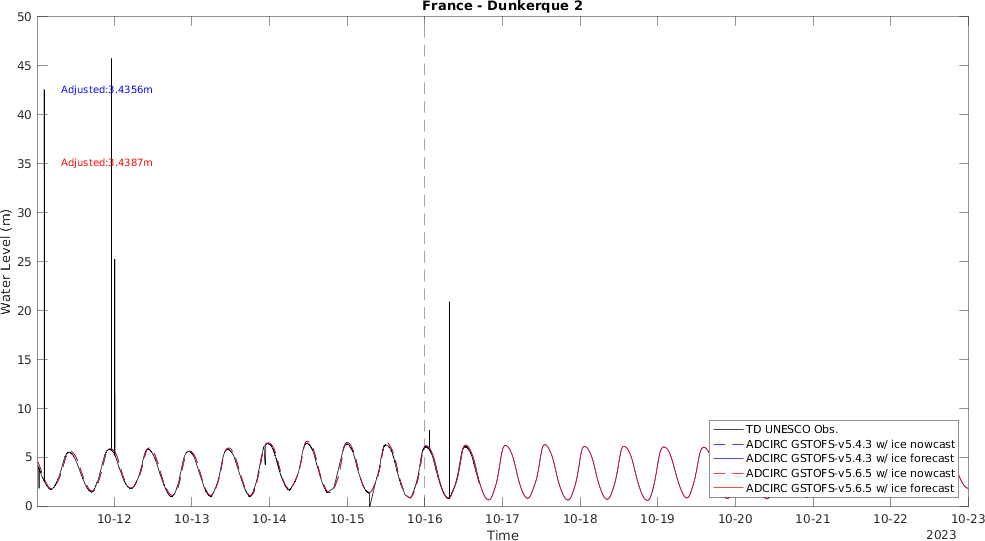 France - Dunkerque 2
50
45
40
35
30
25
20
15
10
5
0
Water Level (m)
Adjusted:3.4356m
Adjusted:3.4387m
TD UNESCO Obs.
ADCIRC GSTOFS-v5.4.3 w/ ice nowcast
ADCIRC GSTOFS-v5.4.3 w/ ice forecast
ADCIRC GSTOFS-v5.6.5 w/ ice nowcast
ADCIRC GSTOFS-v5.6.5 w/ ice forecast
10-12 10-13 10-14 10-15 10-16 10-17 10-18 10-19 10-20 10-21 10-22 10-23
Time
2023